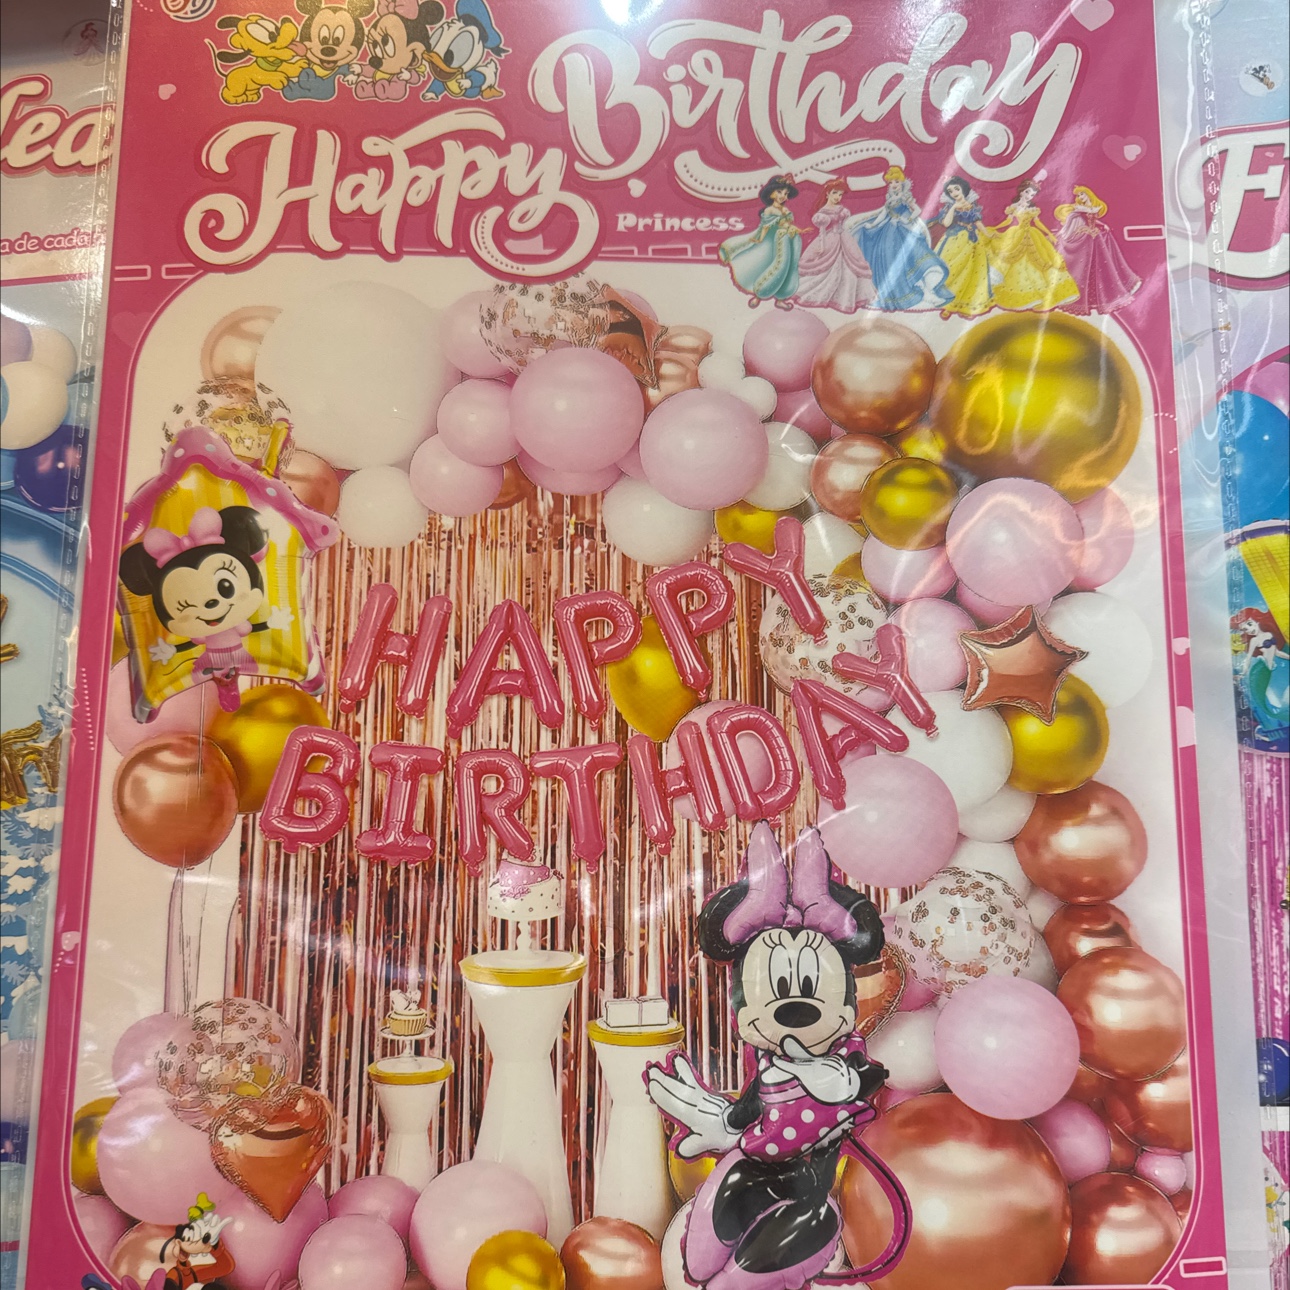 Happy Birthday
Princess
a de cada
HAPPY
BIRTHDAY